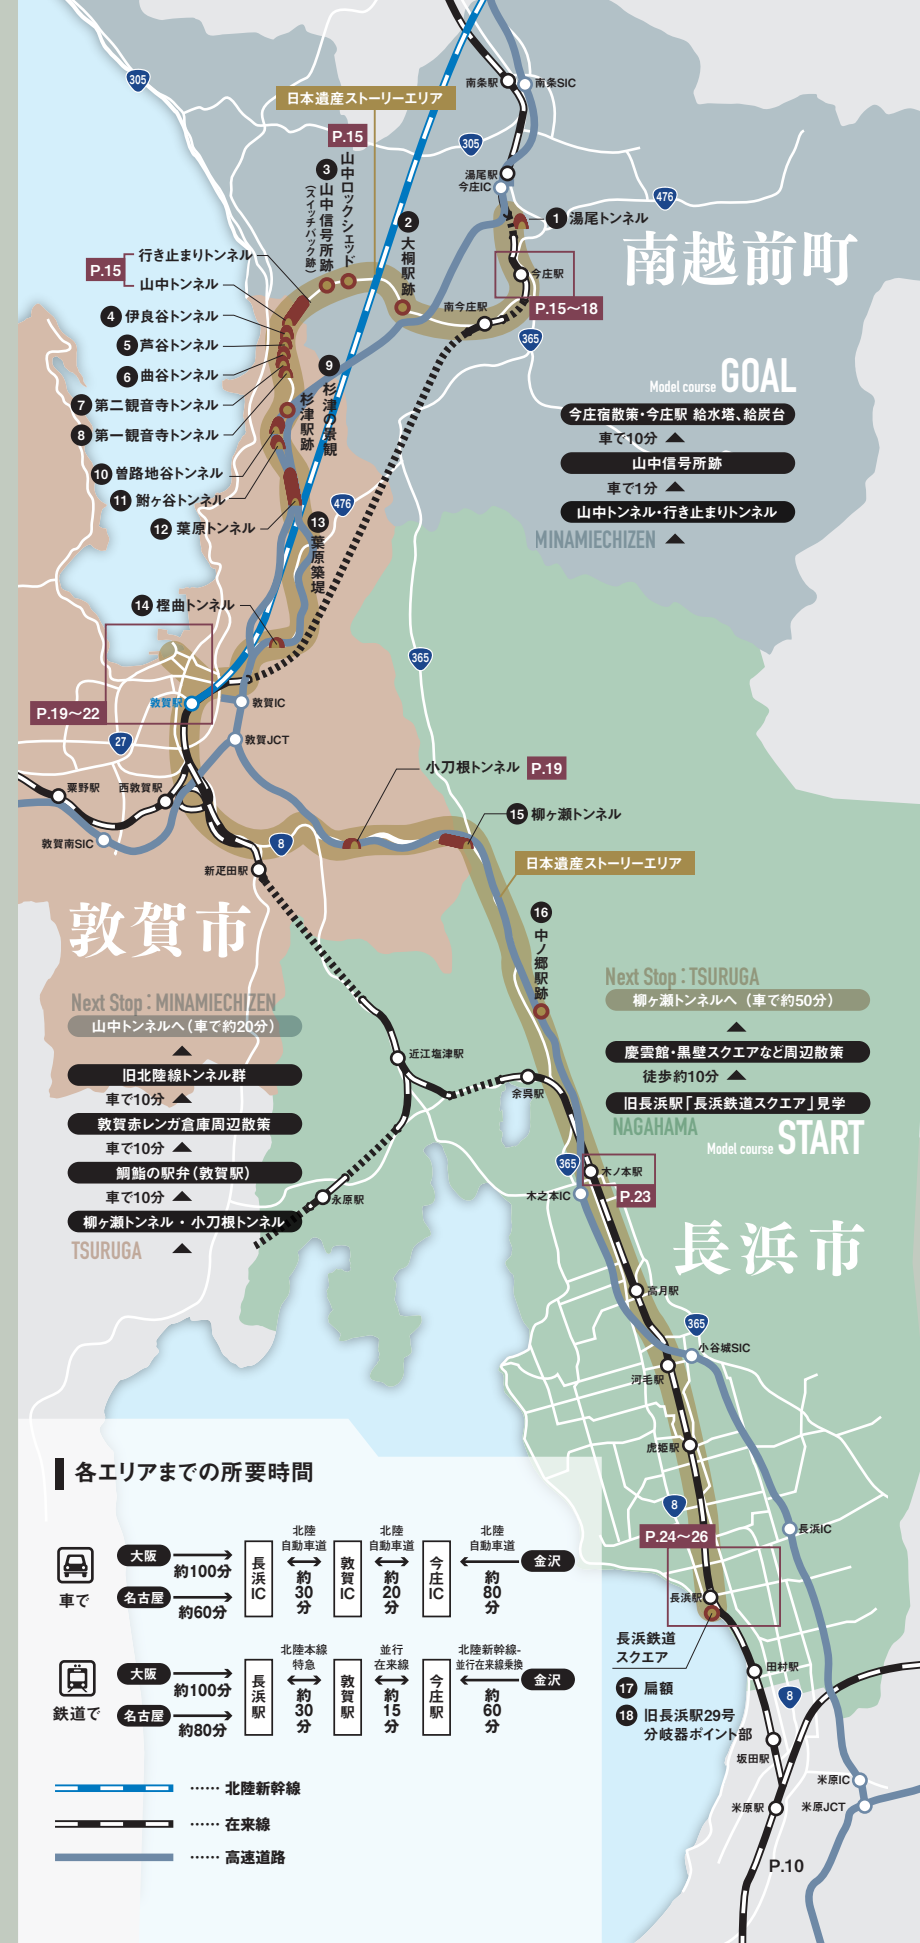 305
南条駅
南条SIC
日本遺産ストーリーエリア
P.15
305
湯尾駅
今庄IC
476
3 山中信号所跡
(スイッチバック跡)
山中ロックシェッド
2 大桐駅跡
1 湯尾トンネル
南越前町
P.15
行き止まりトンネル
山中トンネル
今庄駅
南今庄駅
P.15〜18
365
4 伊良谷トンネル
5 芦谷トンネル
6 曲谷トンネル
7 第二観音寺トンネル
8 第一観音寺トンネル
9 杉津の景観
杉津駅跡
10 曽路地谷トンネル
11 鮒ヶ谷トンネル
12 葉原トンネル
476
13 葉原築堤
14 樫曲トンネル
Model course GOAL
今庄宿散策・今庄駅 給水塔、給炭台
車で10分
山中信号所跡
車で1分
山中トンネル・行き止まりトンネル
MINAMIECHIZEN
365
敦賀駅
敦賀IC
P.19〜22
27
敦賀JCT
小刀根トンネル P.19
粟野駅
西敦賀駅
15 柳ヶ瀬トンネル
敦賀南SIC
8
新疋田駅
日本遺産ストーリーエリア
敦賀市
16 中ノ郷駅跡
Next Stop：MINAMIECHIZEN
山中トンネルへ（車で約20分）
旧北陸線トンネル群
車で10分
敦賀赤レンガ倉庫周辺散策
車で10分
鯛鮨の駅弁（敦賀駅）
車で10分
柳ヶ瀬トンネル・小刀根トンネル
TSURUGA
Next Stop：TSURUGA
柳ヶ瀬トンネルへ（車で約50分）
慶雲館・黒壁スクエアなど周辺散策
徒歩約10分
旧長浜駅「長浜鉄道スクエア」見学
NAGAHAMA
Model course START
近江塩津駅
余呉駅
永原駅
365
木ノ本駅
木之本IC
P.23
長浜市
高月駅
365
小谷城SIC
河毛駅
虎姫駅
8
P.24〜26
長浜IC
長浜駅
長浜鉄道
スクエア
17 扁額
18 旧長浜駅29号
分岐器ポイント部
田村駅
8
坂田駅
米原IC
米原駅
米原JCT
P.10
各エリアまでの所要時間
車で
大阪
約100分
名古屋
約60分
長浜IC
北陸
自動車道
約30分
敦賀IC
北陸
自動車道
約20分
今庄IC
北陸
自動車道
約80分
金沢
鉄道で
大阪
約100分
名古屋
約80分
長浜駅
北陸本線
特急
約30分
敦賀駅
並行
在来線
約15分
今庄駅
北陸新幹線-
並行在来線乗換
約60分
金沢
…… 北陸新幹線
…… 在来線
…… 高速道路